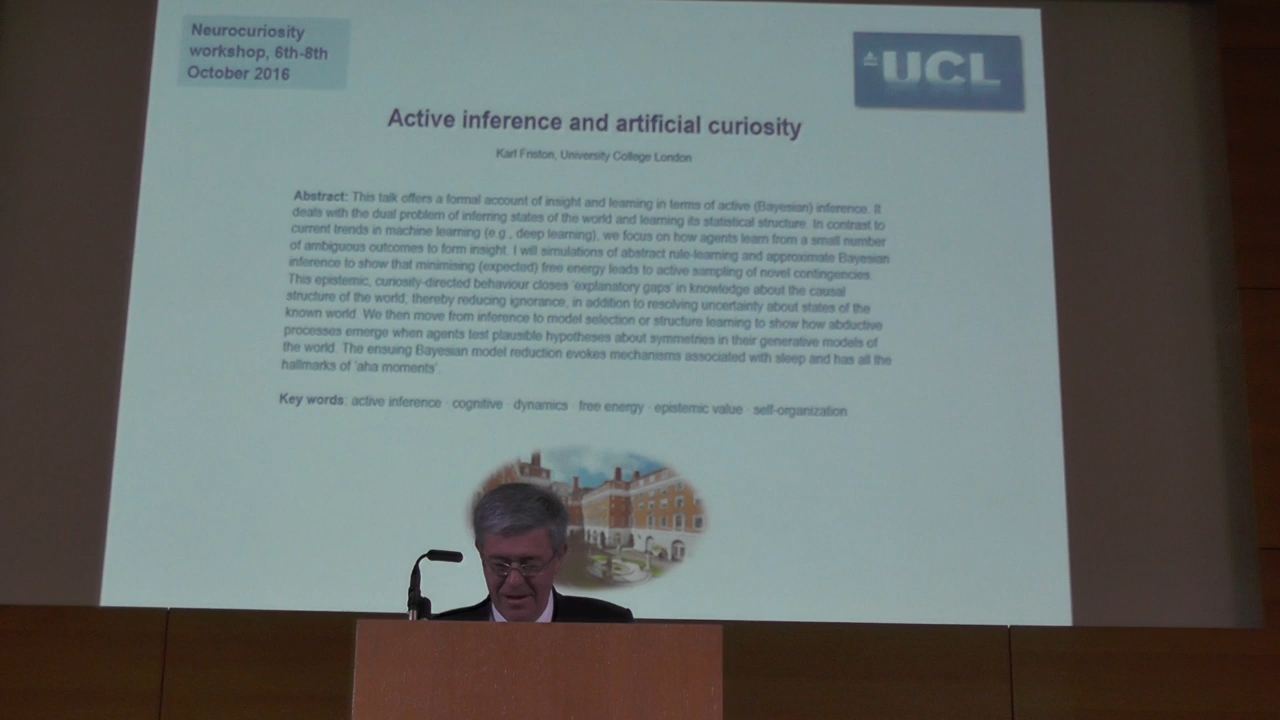 Neurocuriosity
workshop, 6th-8th
October 2016
UCL
Active inference and artificial curiosity
Karl Friston, University College London
Abstract: This talk offers a formal account of insight and learning in terms of active (Bayesian) inference. It
deals with the dual problem of inferring states of the world and learning its statistical structure. In contrast to
current trends in machine learning (e.g., deep learning), we focus on how agents learn from a small number
of ambiguous outcomes to form insight. I will simulations of abstract rule-learning and approximate Bayesian
inference to show that minimising (expected) free energy leads to active sampling of novel contingencies.
This epistemic, curiosity-directed behaviour closes 'explanatory gaps' in knowledge about the causal
structure of the world; thereby reducing ignorance, in addition to resolving uncertainty about states of the
known world. We then move from inference to model selection or structure learning to show how abductive
processes emerge when agents test plausible hypotheses about symmetries in their generative models of
the world. The ensuing Bayesian model reduction evokes mechanisms associated with sleep and has all the
hallmarks of 'aha moments'.
Key words: active inference · cognitive · dynamics · free energy · epistemic value · self-organization